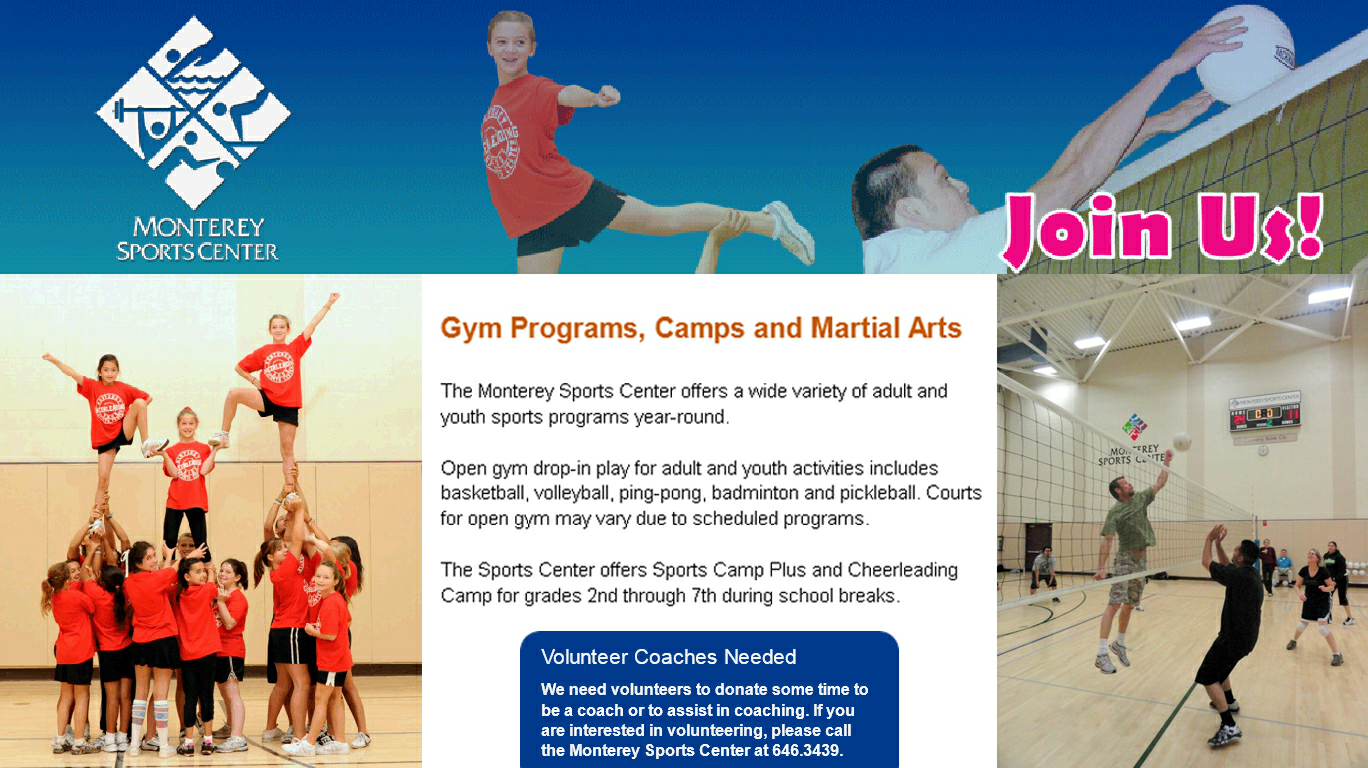 MONTEREY
SPORTS CENTER
Join Us!
Gym Programs, Camps and Martial Arts
The Monterey Sports Center offers a wide variety of adult and
youth sports programs year-round.
Open gym drop-in play for adult and youth activities includes
basketball, volleyball, ping-pong, badminton and pickleball. Courts
for open gym may vary due to scheduled programs.
The Sports Center offers Sports Camp Plus and Cheerleading
Camp for grades 2nd through 7th during school breaks.
Volunteer Coaches Needed
We need volunteers to donate some time to
be a coach or to assist in coaching. If you
are interested in volunteering, please call
the Monterey Sports Center at 646.3439.
MONTEREY SPORTS CENTER
HOME
VISITOR
MONTEREY
SPORTS CENTER